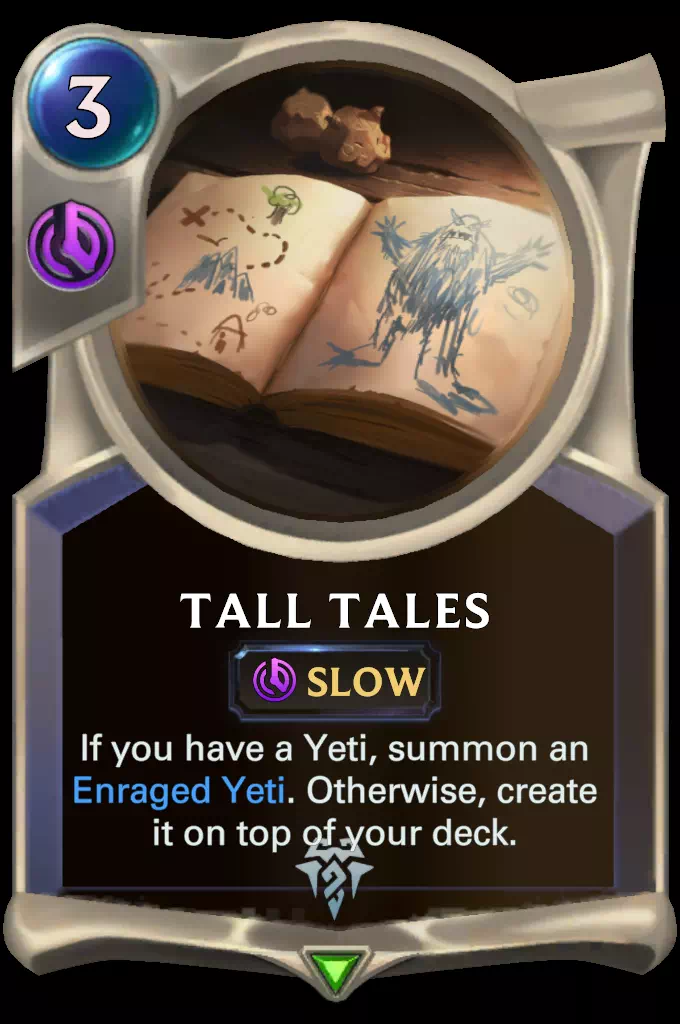 3
TALL TALES
SLOW
If you have a Yeti, summon an
Enraged Yeti. Otherwise, create
it on top of your deck.